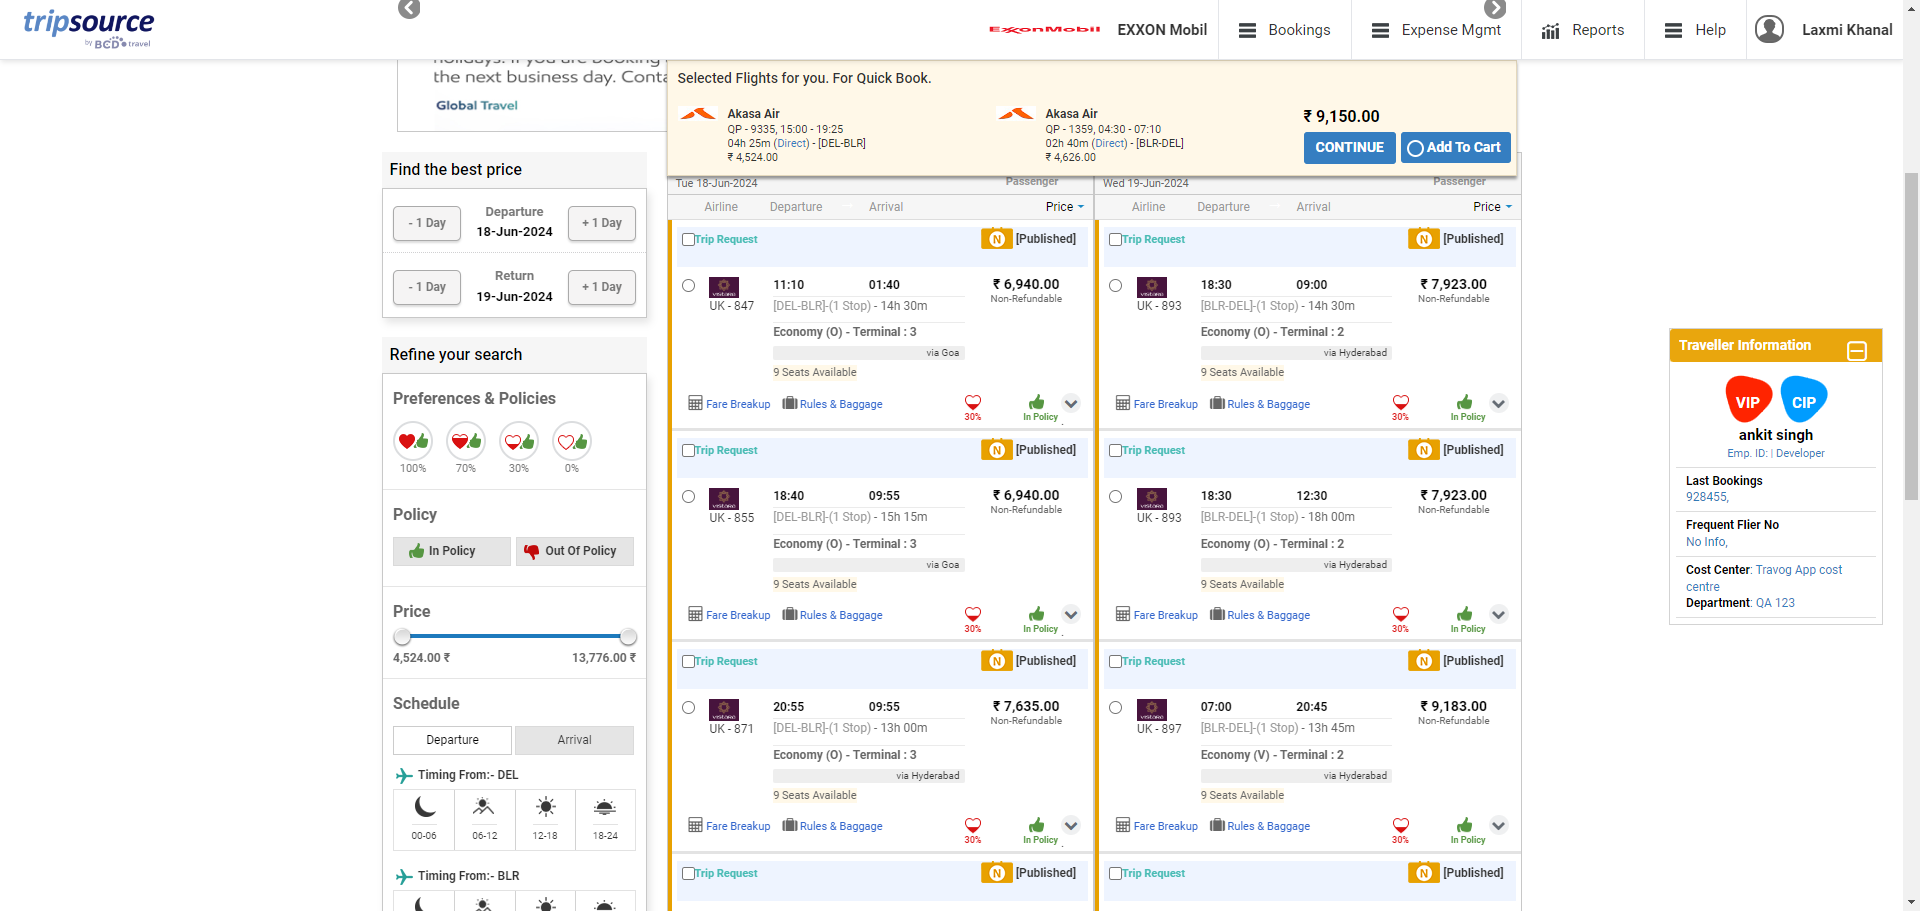 tripsource
by BCD travel
ExxonMobil
EXXON Mobil
Bookings
Expense Mgmt
Reports
Help
Laxmi Khanal
the next business day. Conta
Global Travel
Selected Flights for you. For Quick Book.
Akasa Air
QP - 9335, 15:00 - 19:25
04h 25m (Direct) - [DEL-BLR]
₹ 4,524.00
Akasa Air
QP - 1359, 04:30 - 07:10
02h 40m (Direct) - [BLR-DEL]
₹ 4,626.00
₹ 9,150.00
CONTINUE
Add To Cart
Find the best price
- 1 Day
Departure
18-Jun-2024
+ 1 Day
- 1 Day
Return
19-Jun-2024
+ 1 Day
Refine your search
Preferences & Policies
100%
70%
30%
0%
Policy
In Policy
Out Of Policy
Price
4,524.00 ₹
13,776.00 ₹
Schedule
Departure
Arrival
Timing From:- DEL
00-06
06-12
12-18
18-24
Timing From:- BLR
Tue 18-Jun-2024
Passenger
Airline
Departure
Arrival
Price
Trip Request
N
[Published]
11:10
01:40
₹ 6,940.00
Non-Refundable
UK - 847
[DEL-BLR]-(1 Stop) - 14h 30m
Economy (O) - Terminal : 3
via Goa
9 Seats Available
Fare Breakup
Rules & Baggage
30%
In Policy
Trip Request
N
[Published]
18:40
09:55
₹ 6,940.00
Non-Refundable
UK - 855
[DEL-BLR]-(1 Stop) - 15h 15m
Economy (O) - Terminal : 3
via Goa
9 Seats Available
Fare Breakup
Rules & Baggage
30%
In Policy
Trip Request
N
[Published]
20:55
09:55
₹ 7,635.00
Non-Refundable
UK - 871
[DEL-BLR]-(1 Stop) - 13h 00m
Economy (O) - Terminal : 3
via Hyderabad
9 Seats Available
Fare Breakup
Rules & Baggage
30%
In Policy
Trip Request
N
[Published]
Wed 19-Jun-2024
Passenger
Airline
Departure
Arrival
Price
Trip Request
N
[Published]
18:30
09:00
₹ 7,923.00
Non-Refundable
UK - 893
[BLR-DEL]-(1 Stop) - 14h 30m
Economy (O) - Terminal : 2
via Hyderabad
9 Seats Available
Fare Breakup
Rules & Baggage
30%
In Policy
Trip Request
N
[Published]
18:30
12:30
₹ 7,923.00
Non-Refundable
UK - 893
[BLR-DEL]-(1 Stop) - 18h 00m
Economy (O) - Terminal : 2
via Hyderabad
9 Seats Available
Fare Breakup
Rules & Baggage
30%
In Policy
Trip Request
N
[Published]
07:00
20:45
₹ 9,183.00
Non-Refundable
UK - 897
[BLR-DEL]-(1 Stop) - 13h 45m
Economy (V) - Terminal : 2
via Hyderabad
9 Seats Available
Fare Breakup
Rules & Baggage
30%
In Policy
Trip Request
N
[Published]
Traveller Information
VIP
CIP
ankit singh
Emp. ID: | Developer
Last Bookings
928455,
Frequent Flier No
No Info,
Cost Center: Travog App cost
centre
Department: QA 123